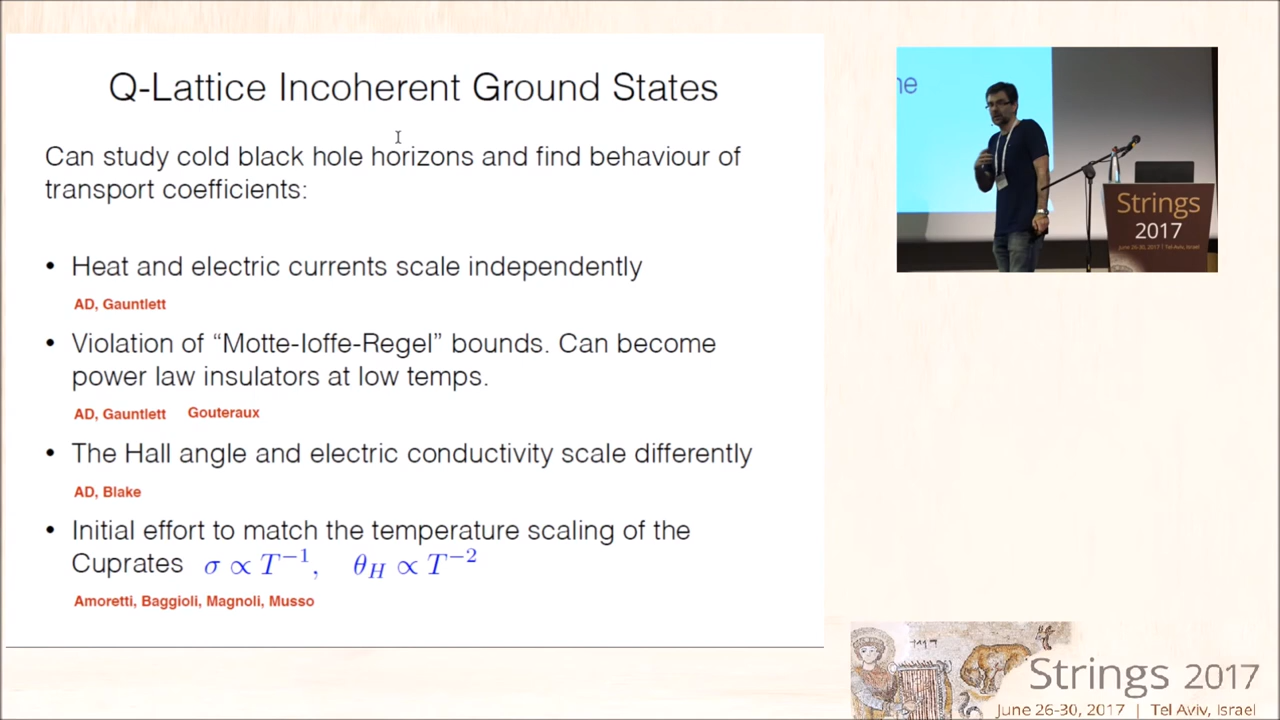 Q-Lattice Incoherent Ground States
Can study cold black hole horizons and find behaviour of
transport coefficients:
• Heat and electric currents scale independently
AD, Gauntlett
• Violation of “Motte-Ioffe-Regel” bounds. Can become
power law insulators at low temps.
AD, Gauntlett Gouteraux
• The Hall angle and electric conductivity scale differently
AD, Blake
• Initial effort to match the temperature scaling of the
Cuprates σ ∝ T⁻¹, θ_H ∝ T⁻²
Amoretti, Baggioli, Magnoli, Musso
ne
Strings
2017
June 26-30, 2017 | Tel Aviv, Israel
Strings 2017
June 26-30, 2017 | Tel Aviv, Israel